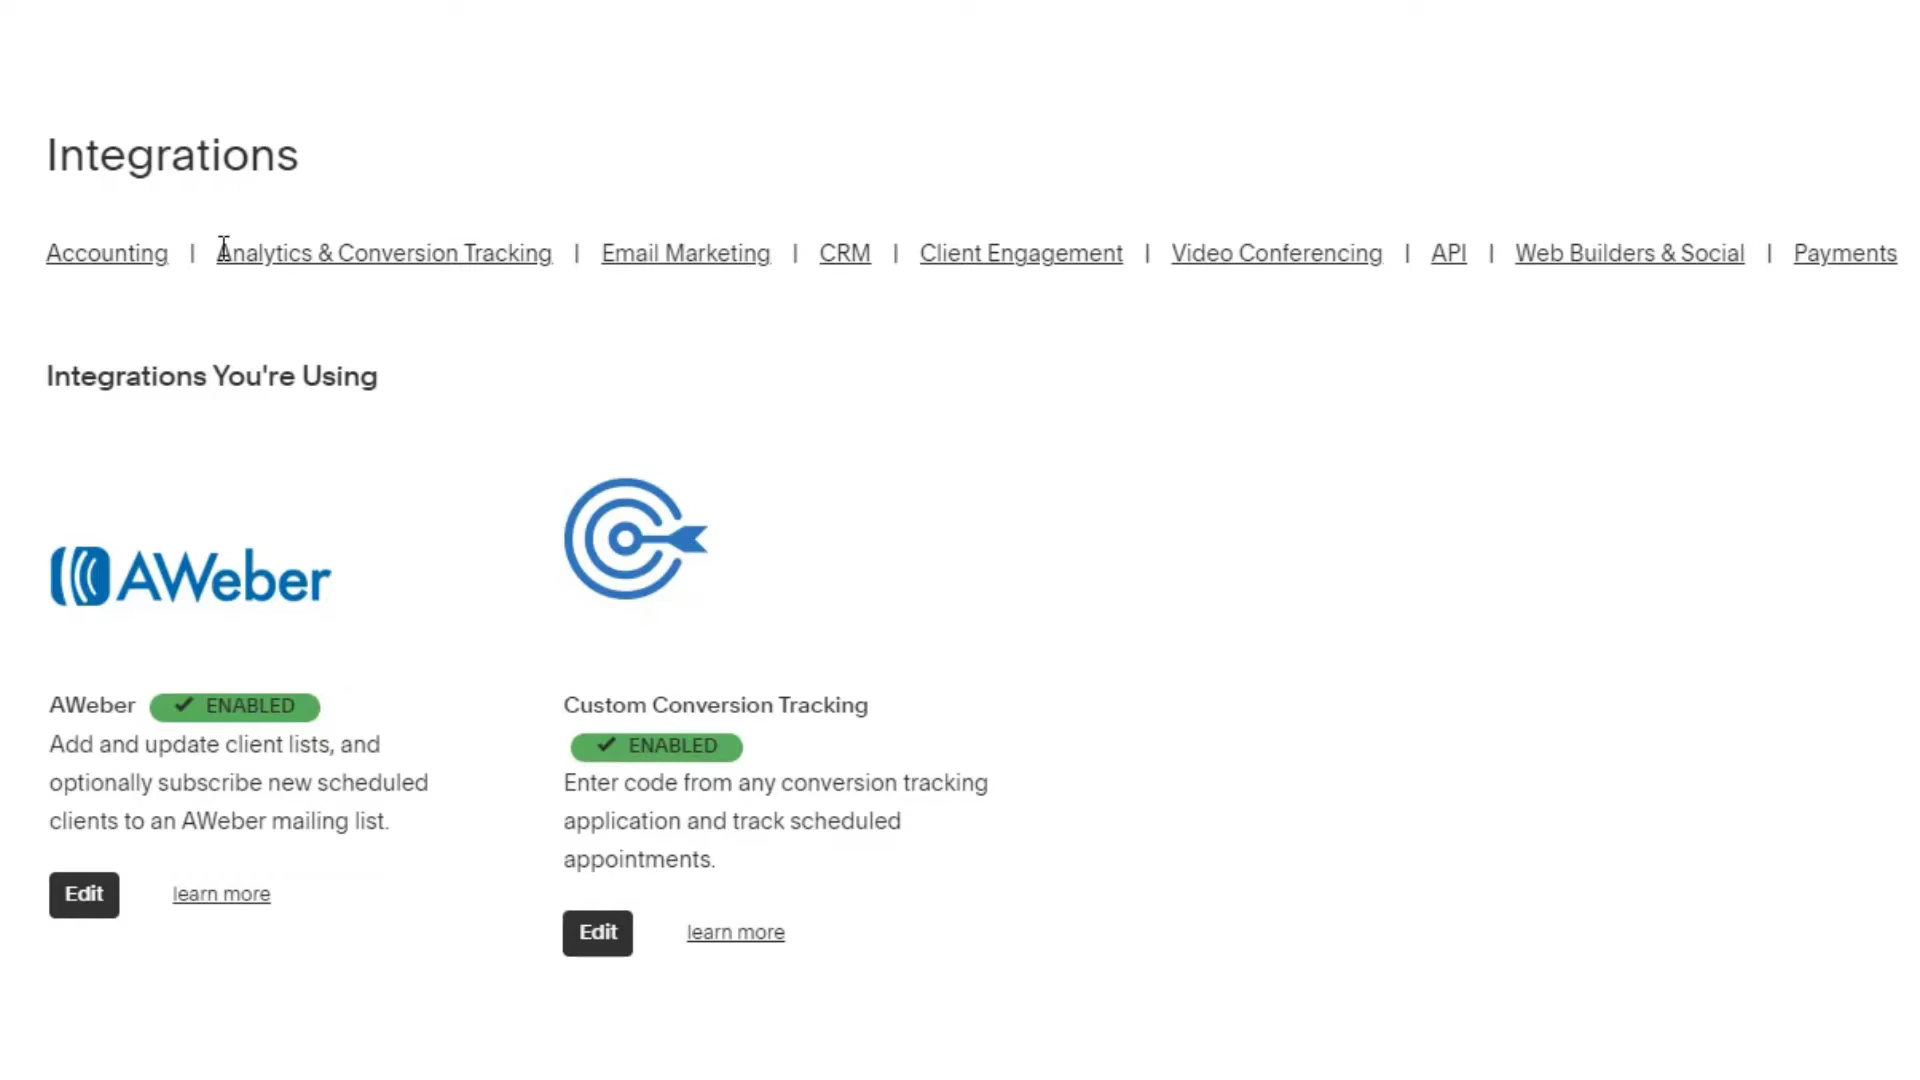 Integrations
Accounting | Analytics & Conversion Tracking | Email Marketing | CRM | Client Engagement | Video Conferencing | API | Web Builders & Social | Payments
Integrations You're Using
AWeber
AWeber ✓ ENABLED
Add and update client lists, and
optionally subscribe new scheduled
clients to an AWeber mailing list.
Edit learn more
Custom Conversion Tracking
✓ ENABLED
Enter code from any conversion tracking
application and track scheduled
appointments.
Edit learn more